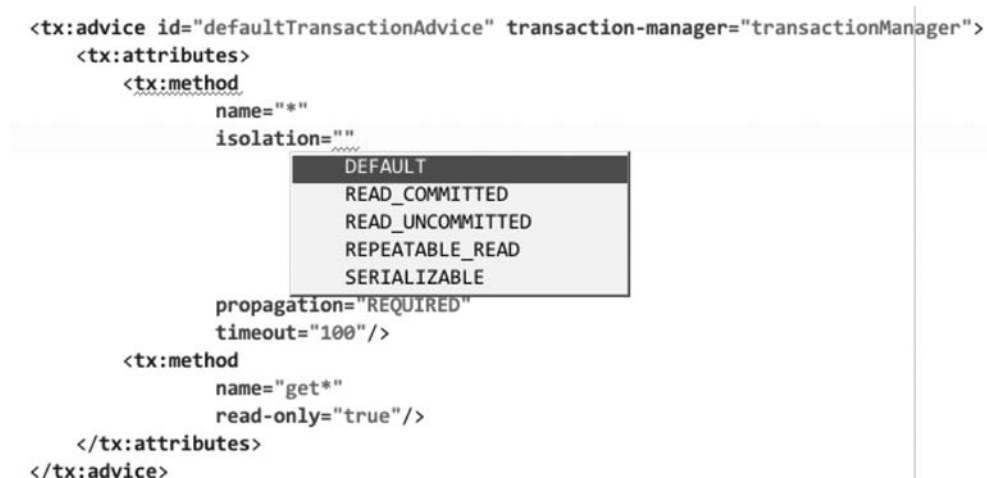 <tx:advice id="defaultTransactionAdvice" transaction-manager="transactionManager">
<tx:attributes>
<tx:method
name="*"
isolation=""
DEFAULT
READ_COMMITTED
READ_UNCOMMITTED
REPEATABLE_READ
SERIALIZABLE
propagation="REQUIRED"
timeout="100"/>
<tx:method
name="get*"
read-only="true"/>
</tx:attributes>
</tx:advice>